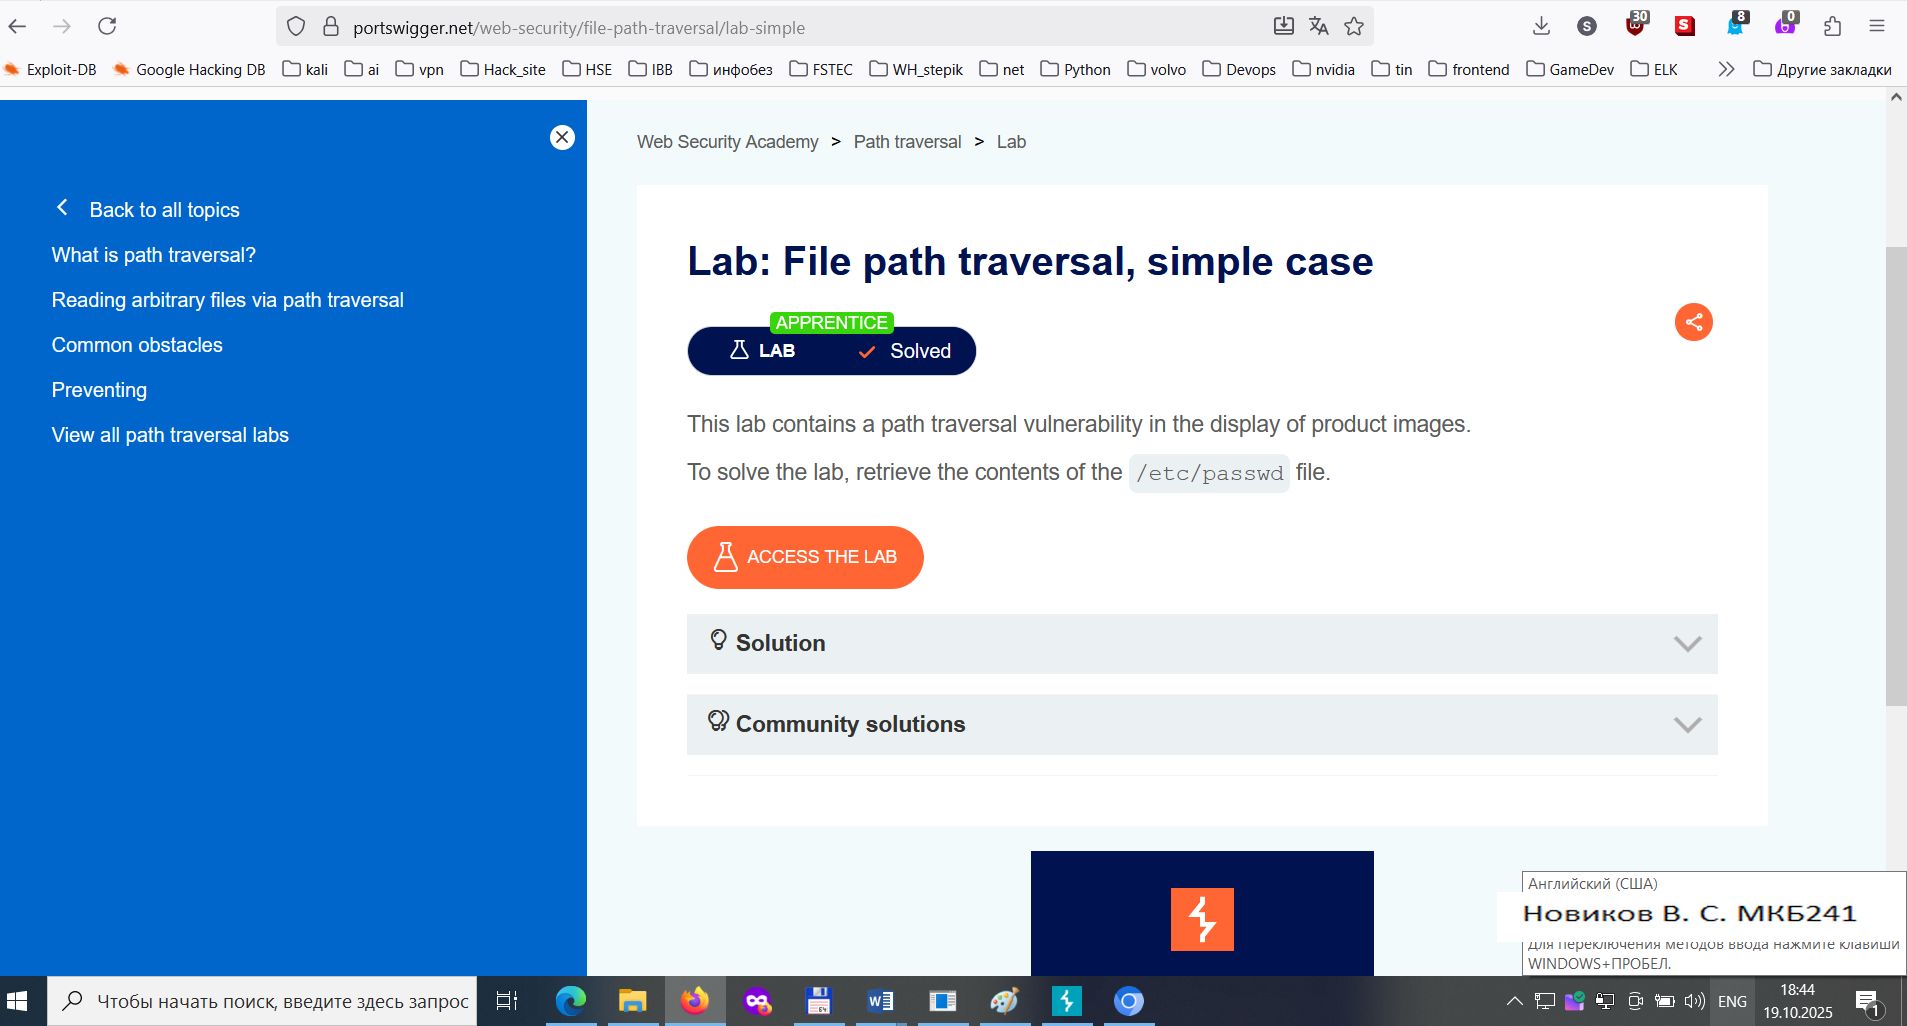 portswigger.net/web-security/file-path-traversal/lab-simple
S
30
S
8
0
Exploit-DB
Google Hacking DB
kali
ai
vpn
Hack_site
HSE
IBB
инфобез
FSTEC
WH_stepik
net
Python
volvo
Devops
nvidia
tin
frontend
GameDev
ELK
Другие закладки
Back to all topics
What is path traversal?
Reading arbitrary files via path traversal
Common obstacles
Preventing
View all path traversal labs
Web Security Academy > Path traversal > Lab
Lab: File path traversal, simple case
APPRENTICE
LAB
Solved
This lab contains a path traversal vulnerability in the display of product images.
To solve the lab, retrieve the contents of the /etc/passwd file.
ACCESS THE LAB
Solution
Community solutions
Английский (США)
Новиков В. С. МКБ241
Для переключения методов ввода нажмите клавиши
WINDOWS+ПРОБЕЛ.
Чтобы начать поиск, введите здесь запрос
64
W
ENG
18:44
19.10.2025
1